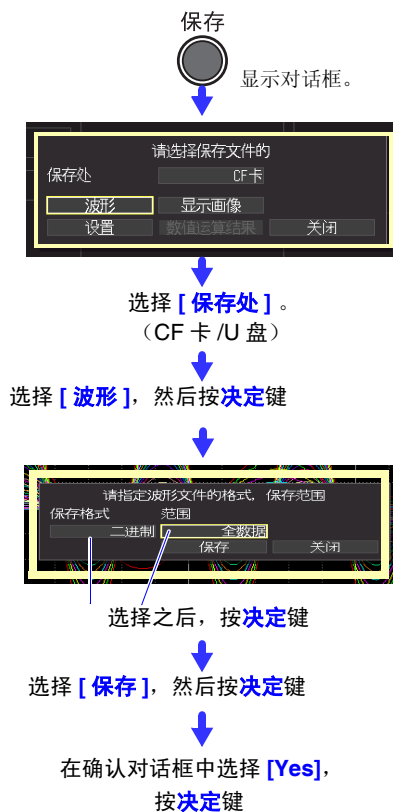 保存
显示对话框。
请选择保存文件的
保存处 CF卡
波形 显示画像
设置 数值运算结果 关闭
选择 [ 保存处 ] 。
（CF 卡 /U 盘）
选择 [ 波形 ]，然后按决定键
请指定波形文件的格式，保存范围
保存格式 范围
二进制 全数据
保存 关闭
选择之后，按决定键
选择 [ 保存 ]，然后按决定键
在确认对话框中选择 [Yes]，
按决定键